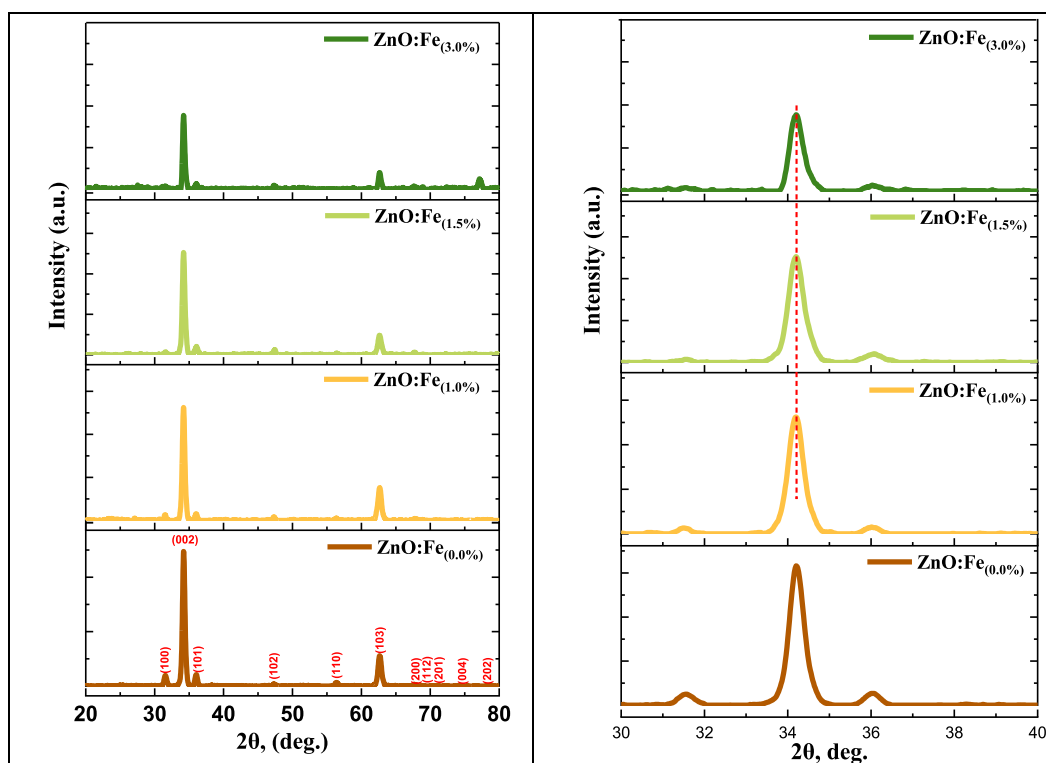 ZnO:Fe(3.0%)
ZnO:Fe(1.5%)
ZnO:Fe(1.0%)
ZnO:Fe(0.0%)
(002)
(100)
(101)
(102)
(110)
(103)
(200)
(112)
(201)
(004)
(202)
Intensity (a.u.)
Intensity (a.u.)
20 30 40 50 60 70 80
2θ, (deg.)
ZnO:Fe(3.0%)
ZnO:Fe(1.5%)
ZnO:Fe(1.0%)
ZnO:Fe(0.0%)
Intensity (a.u.)
Intensity (a.u.)
30 32 34 36 38 40
2θ, deg.